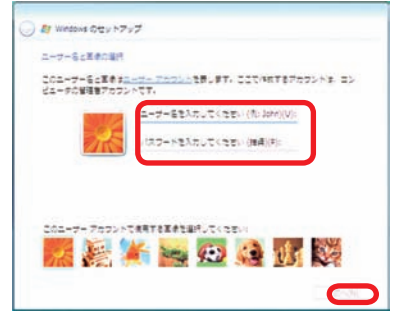 Windows のセットアップ
ユーザー名と画像の選択
このユーザー名と画像はユーザー アカウントを表します。ここで作成するアカウントは、コン
ピュータの管理者アカウントです。
ユーザー名を入力してください (例: John)(U):
パスワードを入力してください (推奨)(P):
このユーザー アカウントで使用する画像を選択してください: